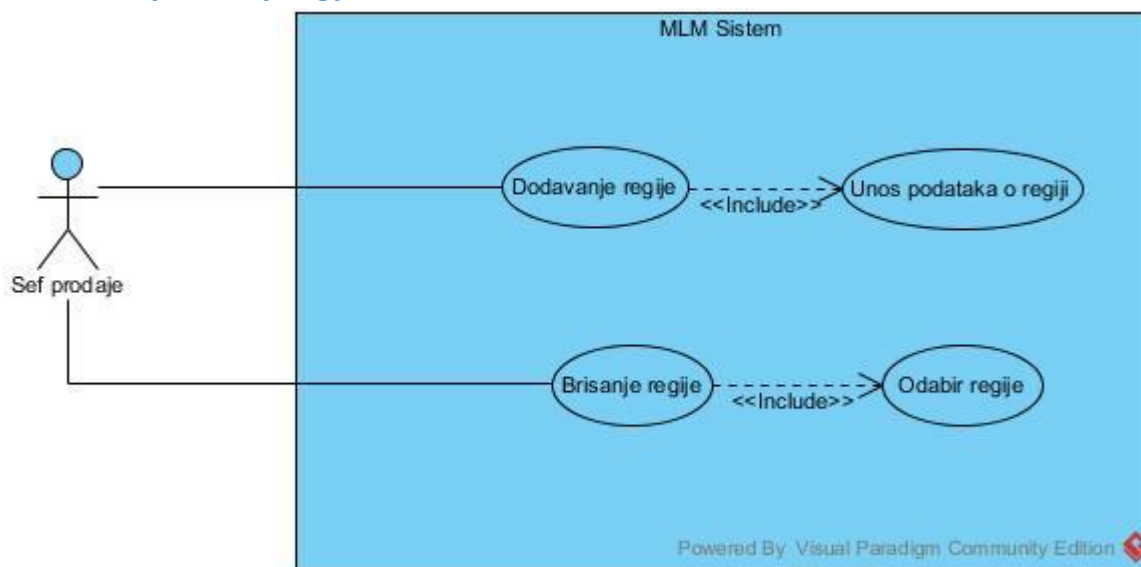 MLM Sistem
Dodavanje regije
<<Include>>
Unos podataka o regiji
Sef prodaje
Brisanje regije
<<Include>>
Odabir regije
Powered By Visual Paradigm Community Edition